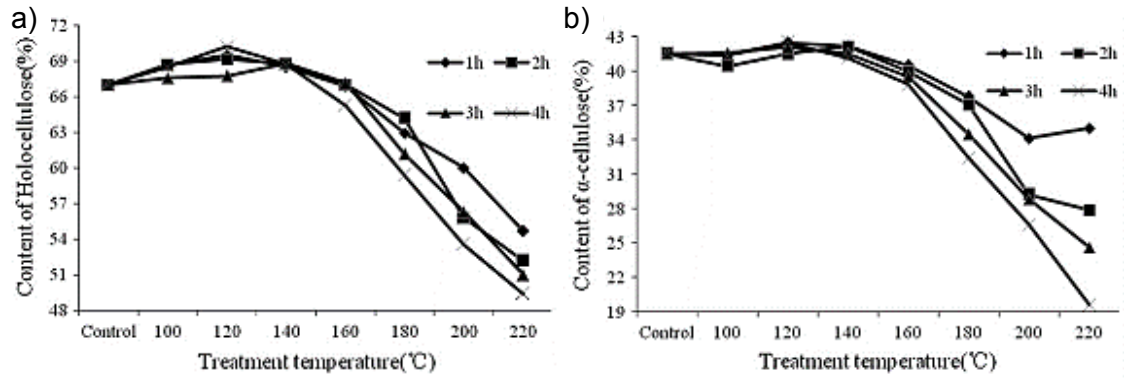 a)
Content of Holocellulose(%)
72
69
66
63
60
57
54
51
48
1h 2h
3h 4h
Control 100 120 140 160 180 200 220
Treatment temperature(℃)
b)
Content of α-cellulose(%)
43
40
37
34
31
28
25
22
19
1h 2h
3h 4h
Control 100 120 140 160 180 200 220
Treatment temperature(℃)